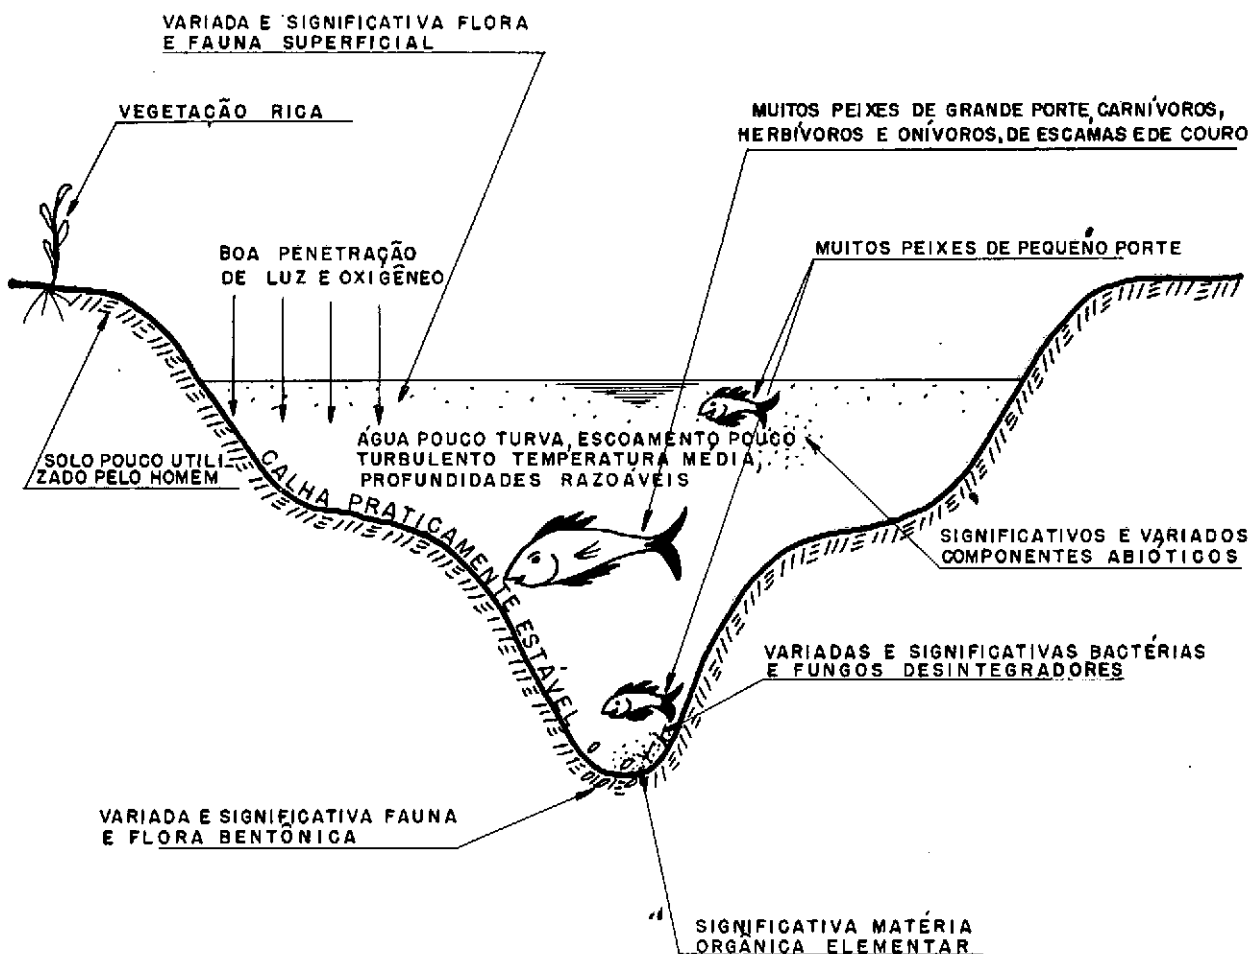 VARIADA E SIGNIFICATIVA FLORA
E FAUNA SUPERFICIAL
VEGETAÇÃO RICA
MUITOS PEIXES DE GRANDE PORTE, CARNÍVOROS,
HERBÍVOROS E ONÍVOROS, DE ESCAMAS E DE COURO
BOA PENETRAÇÃO
DE LUZ E OXIGÊNEO
MUITOS PEIXES DE PEQUENO PORTE
ÁGUA POUCO TURVA, ESCOAMENTO POUCO
TURBULENTO TEMPERATURA MÉDIA,
PROFUNDIDADES RAZOÁVEIS
SOLO POUCO UTILI-
ZADO PELO HOMEM
CALHA PRATICAMENTE ESTÁVEL
SIGNIFICATIVOS E VARIADOS
COMPONENTES ABIÓTICOS
VARIADAS E SIGNIFICATIVAS BACTÉRIAS
E FUNGOS DESINTEGRADORES
VARIADA E SIGNIFICATIVA FAUNA
E FLORA BENTÔNICA
SIGNIFICATIVA MATÉRIA
ORGÂNICA ELEMENTAR